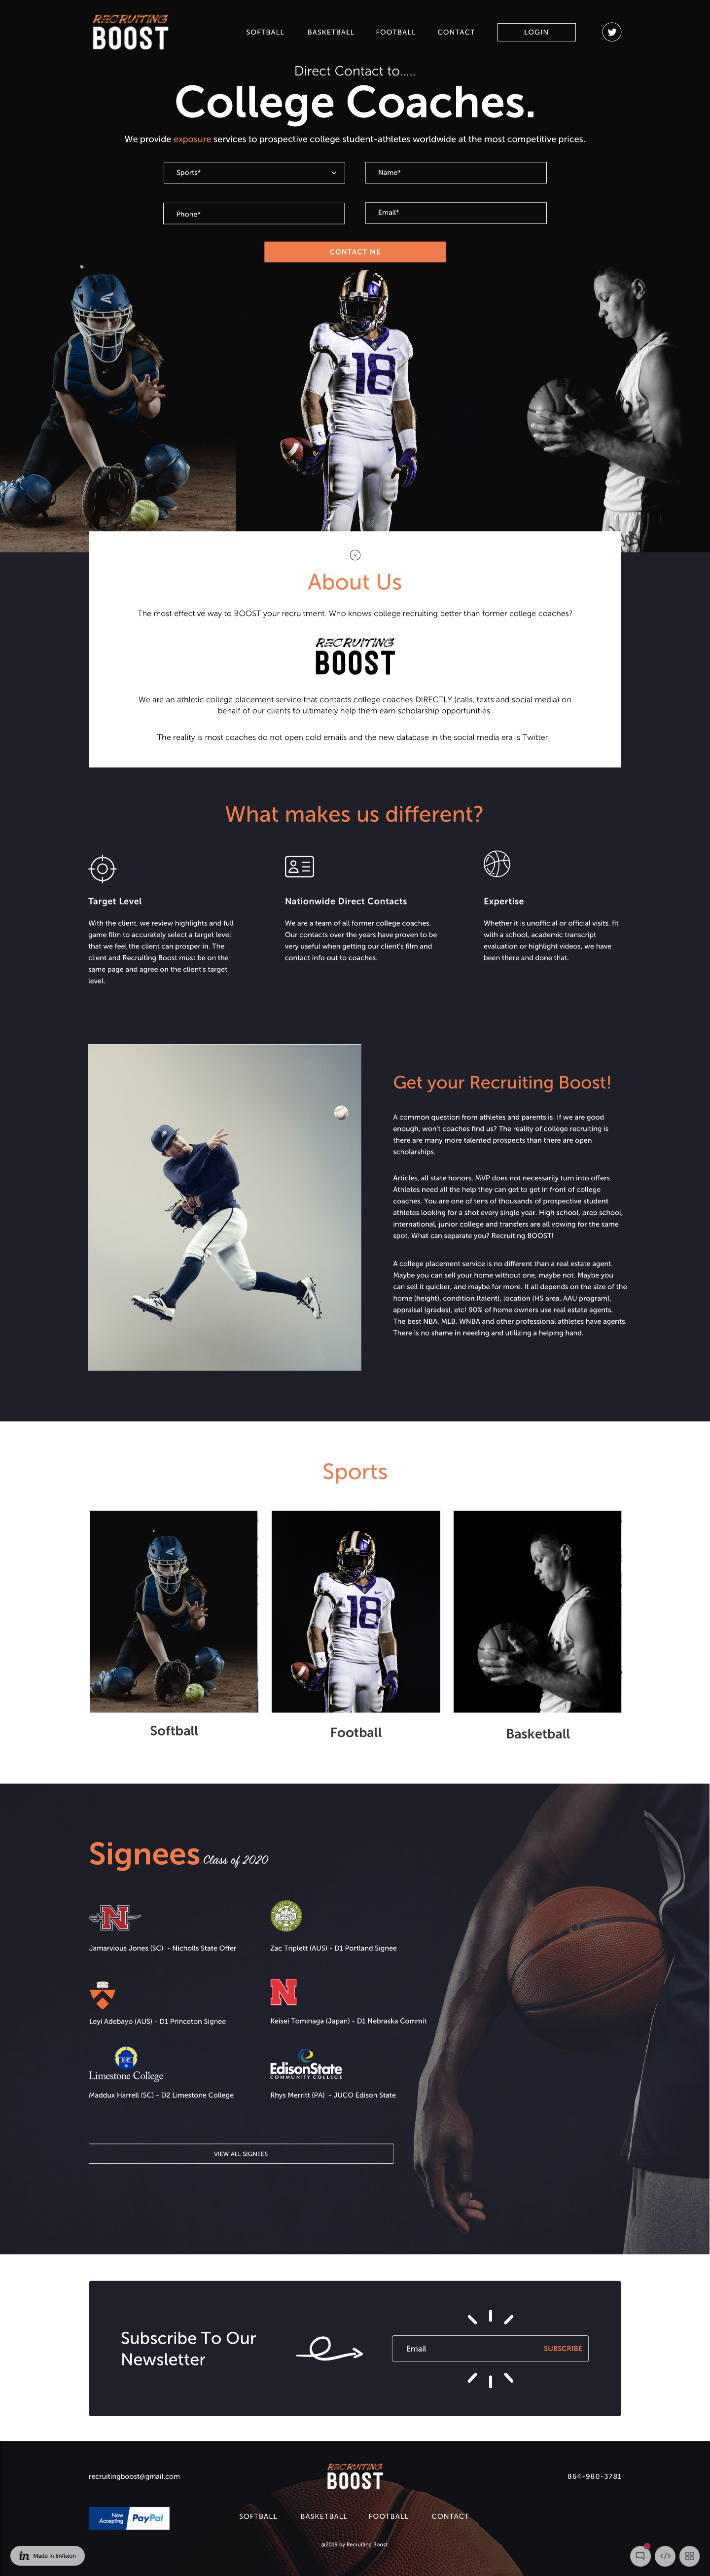 RECRUITING
BOOST
SOFTBALL
BASKETBALL
FOOTBALL
CONTACT
LOGIN
Direct Contact to.....
College Coaches.
We provide exposure services to prospective college student-athletes worldwide at the most competitive prices.
Sports*
Name*
Phone*
Email*
CONTACT ME
18
About Us
The most effective way to BOOST your recruitment. Who knows college recruiting better than former college coaches?
RECRUITING
BOOST
We are an athletic college placement service that contacts college coaches DIRECTLY (calls, texts and social media) on
behalf of our clients to ultimately help them earn scholarship opportunities.
The reality is most coaches do not open cold emails and the new database in the social media era is Twitter.
What makes us different?
Target Level
With the client, we review highlights and full
game film to accurately select a target level
that we feel the client can prosper in. The
client and Recruiting Boost must be on the
same page and agree on the client's target
level.
Nationwide Direct Contacts
We are a team of all former college coaches.
Our contacts over the years have proven to be
very useful when getting our client's film and
contact info out to coaches.
Expertise
Whether it is unofficial or official visits, fit
with a school, academic transcript
evaluation or highlight videos, we have
been there and done that.
Get your Recruiting Boost!
A common question from athletes and parents is: If we are good
enough, won't coaches find us? The reality of college recruiting is
there are many more talented prospects than there are open
scholarships.
Articles, all state honors, MVP does not necessarily turn into offers.
Athletes need all the help they can get to get in front of college
coaches. You are one of tens of thousands of prospective student
athletes looking for a shot every single year. High school, prep school,
international, junior college and transfers are all vowing for the same
spot. What can separate you? Recruiting BOOST!
A college placement service is no different than a real estate agent.
Maybe you can sell your home without one, maybe not. Maybe you
can sell it quicker, and maybe for more. It all depends on the size of the
home (height), condition (talent), location (HS area, AAU program),
appraisal (grades), etc! 90% of home owners use real estate agents.
The best NBA, MLB, WNBA and other professional athletes have agents.
There is no shame in needing and utilizing a helping hand.
Sports
18
Softball
Football
Basketball
Signees Class of 2020
N
Jamarvious Jones (SC) - Nicholls State Offer
Zac Triplett (AUS) - D1 Portland Signee
Leyi Adebayo (AUS) - D1 Princeton Signee
N
Keisei Tominaga (Japan) - D1 Nebraska Commit
Limestone College
Maddux Harrell (SC) - D2 Limestone College
EdisonState
COMMUNITY COLLEGE
Rhys Merritt (PA) - JUCO Edison State
VIEW ALL SIGNEES
Subscribe To Our
Newsletter
Email
SUBSCRIBE
recruitingboost@gmail.com
RECRUITING
BOOST
864-980-3781
Now
Accepting
PayPal
SOFTBALL
BASKETBALL
FOOTBALL
CONTACT
@2019 by Recruiting Boost
in Made in InVision